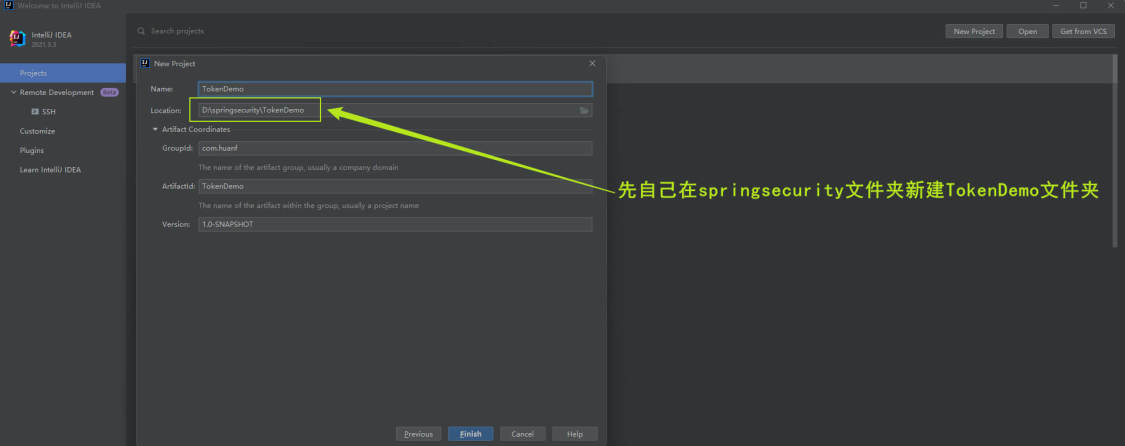 Welcome to IntelliJ IDEA
IntelliJ IDEA
2021.3.3
Search projects
New Project
Open
Get from VCS
Projects
Remote Development
Beta
SSH
Customize
Plugins
Learn IntelliJ IDEA
New Project
Name:
TokenDemo
Location:
D:\springsecurity\TokenDemo
Artifact Coordinates
GroupId:
com.huanf
The name of the artifact group, usually a company domain
ArtifactId:
TokenDemo
The name of the artifact within the group, usually a project name
Version:
1.0-SNAPSHOT
先自己在springsecurity文件夹新建TokenDemo文件夹
Previous
Finish
Cancel
Help